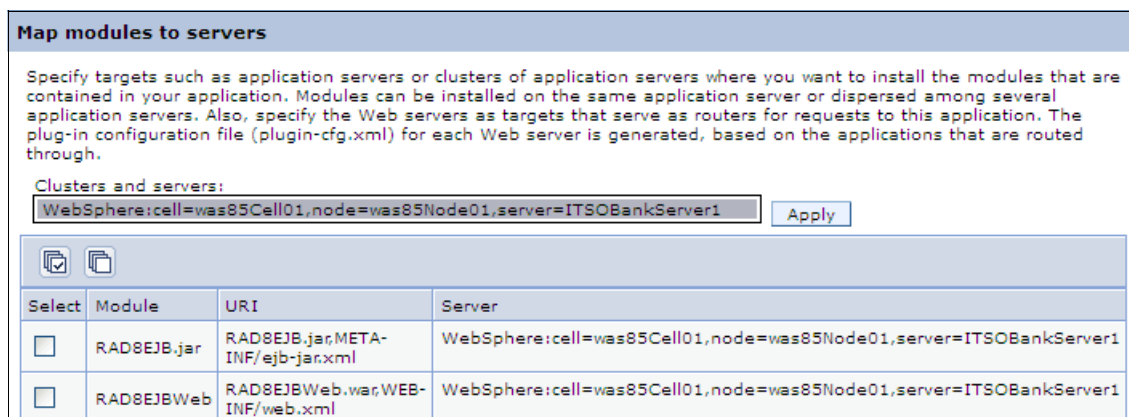 Map modules to servers
Specify targets such as application servers or clusters of application servers where you want to install the modules that are
contained in your application. Modules can be installed on the same application server or dispersed among several
application servers. Also, specify the Web servers as targets that serve as routers for requests to this application. The
plug-in configuration file (plugin-cfg.xml) for each Web server is generated, based on the applications that are routed
through.
Clusters and servers:
WebSphere:cell=was85Cell01,node=was85Node01,server=ITSOBankServer1 Apply
Select Module URI Server
RAD8EJB.jar RAD8EJB.jar,META- WebSphere:cell=was85Cell01,node=was85Node01,server=ITSOBankServer1
INF/ejb-jar.xml
RAD8EJBWeb RAD8EJBWeb.war,WEB- WebSphere:cell=was85Cell01,node=was85Node01,server=ITSOBankServer1
INF/web.xml